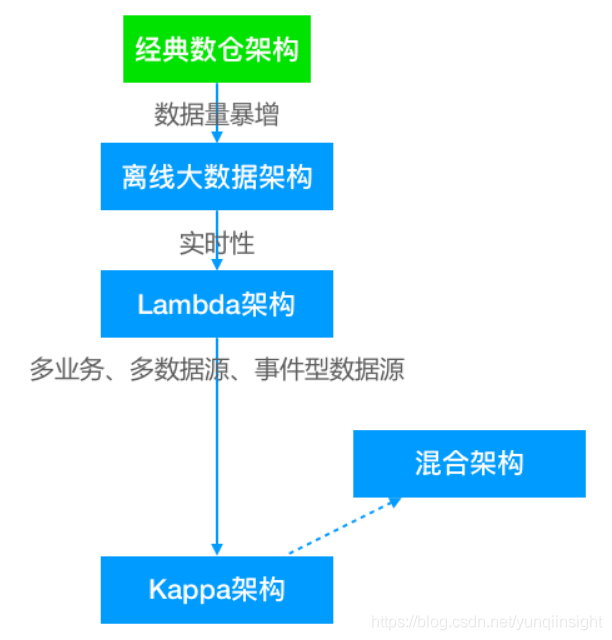 经典数仓架构
数据量暴增
离线大数据架构
实时性
Lambda架构
多业务、多数据源、事件型数据源
混合架构
Kappa架构
https://blog.csdn.net/yunqiinsight